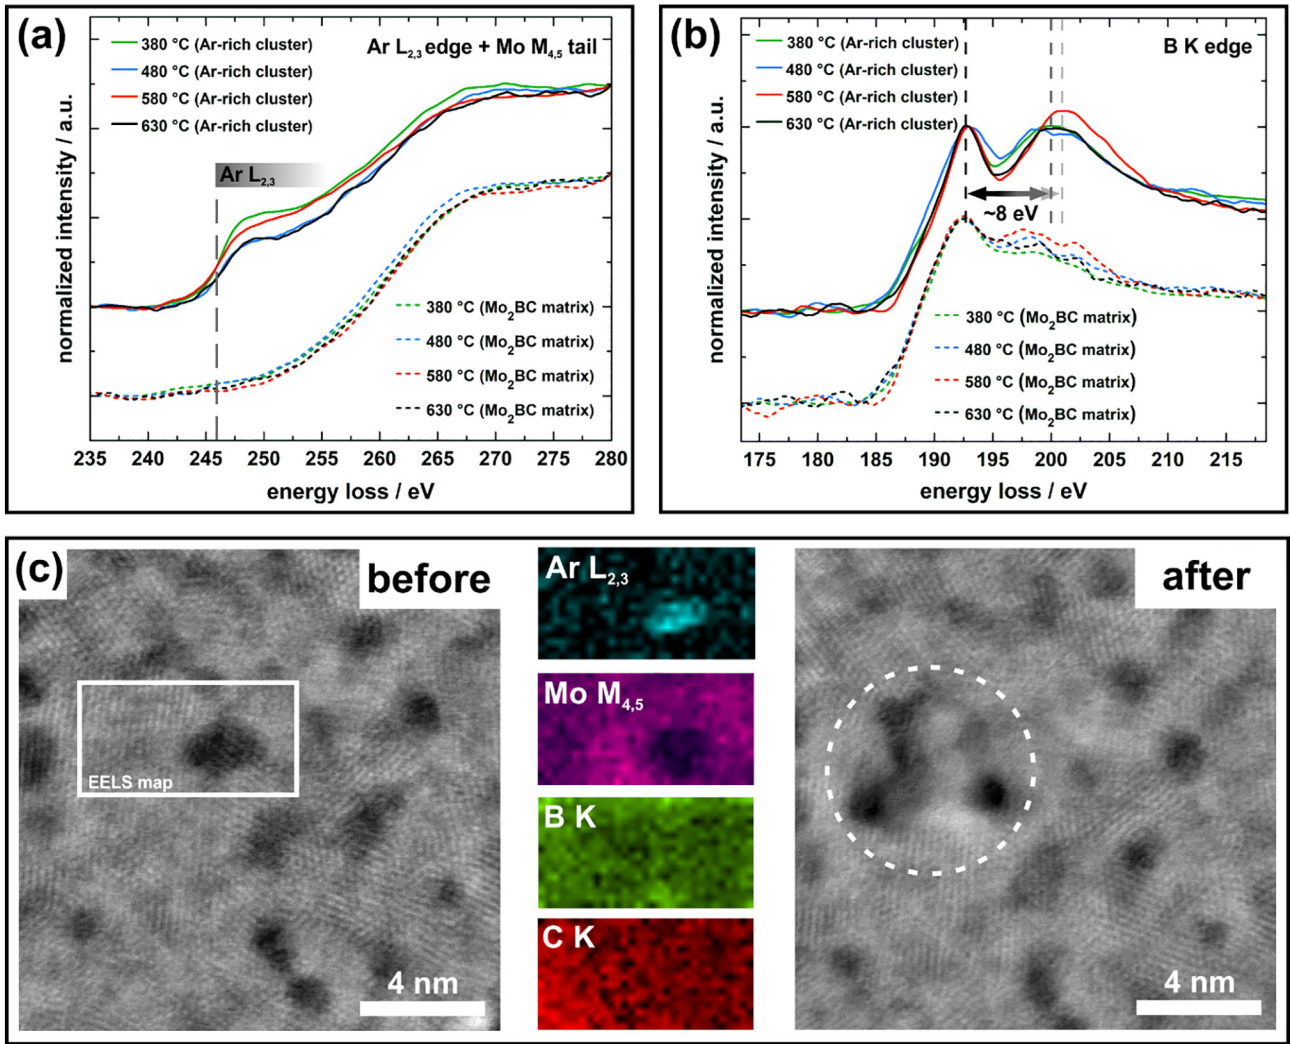 (a)
380 °C (Ar-rich cluster)
480 °C (Ar-rich cluster)
580 °C (Ar-rich cluster)
630 °C (Ar-rich cluster)
Ar L2,3 edge + Mo M4,5 tail
Ar L2,3
380 °C (Mo2BC matrix)
480 °C (Mo2BC matrix)
580 °C (Mo2BC matrix)
630 °C (Mo2BC matrix)
normalized intensity / a.u.
235 240 245 250 255 260 265 270 275 280
energy loss / eV
(b)
380 °C (Ar-rich cluster)
480 °C (Ar-rich cluster)
580 °C (Ar-rich cluster)
630 °C (Ar-rich cluster)
B K edge
~8 eV
380 °C (Mo2BC matrix)
480 °C (Mo2BC matrix)
580 °C (Mo2BC matrix)
630 °C (Mo2BC matrix)
normalized intensity / a.u.
175 180 185 190 195 200 205 210 215
energy loss / eV
(c)
before
EELS map
4 nm
Ar L2,3
Mo M4,5
B K
C K
after
4 nm